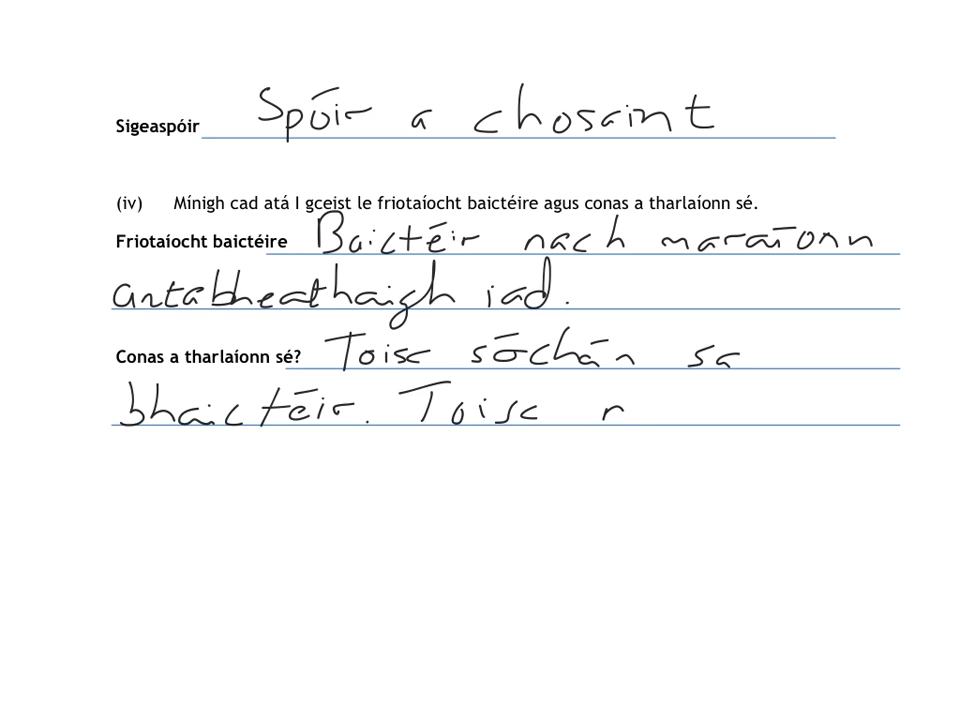 Sigeaspóir Spóir a chosaint
(iv) Mínigh cad atá I gceist le friotaíocht baictéire agus conas a tharlaíonn sé.
Friotaíocht baictéire Baictéir nach maraíonn
antabheathaigh iad.
Conas a tharlaíonn sé? Toisc sóchán sa
bhaictéir. Toisc n